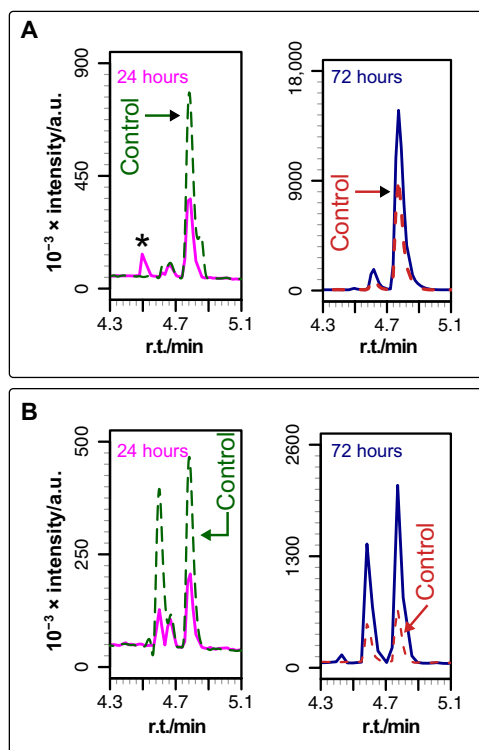 A
10⁻³ × intensity/a.u.
900
450
0
24 hours
Control
*
4.3 4.7 5.1
r.t./min
18,000
9000
0
72 hours
Control
4.3 4.7 5.1
r.t./min
B
10⁻³ × intensity/a.u.
500
250
0
24 hours
Control
4.3 4.7 5.1
r.t./min
2600
1300
0
72 hours
Control
4.3 4.7 5.1
r.t./min